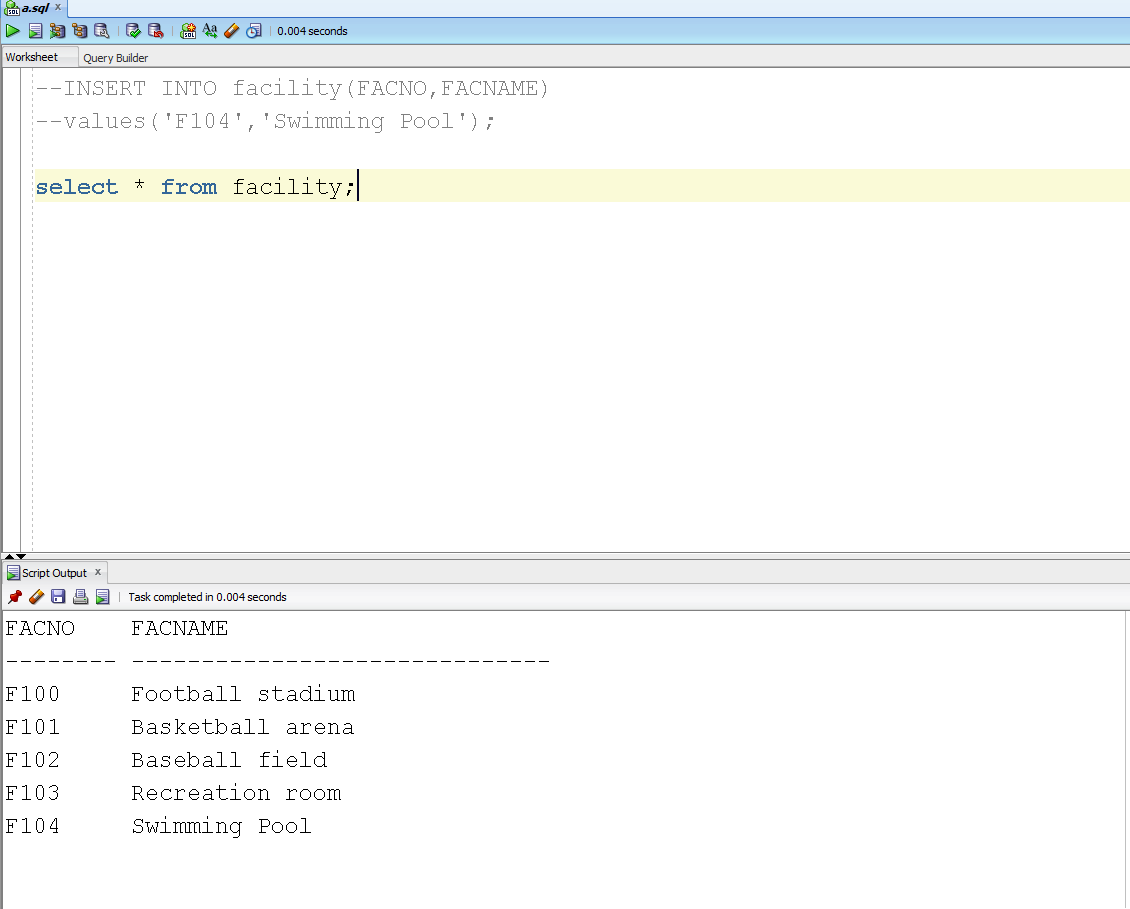 a.sql x
0.004 seconds
Worksheet Query Builder
--INSERT INTO facility(FACNO,FACNAME)
--values('F104','Swimming Pool');
select * from facility;
Script Output x
Task completed in 0.004 seconds
FACNO FACNAME
-------- ------------------------------
F100 Football stadium
F101 Basketball arena
F102 Baseball field
F103 Recreation room
F104 Swimming Pool